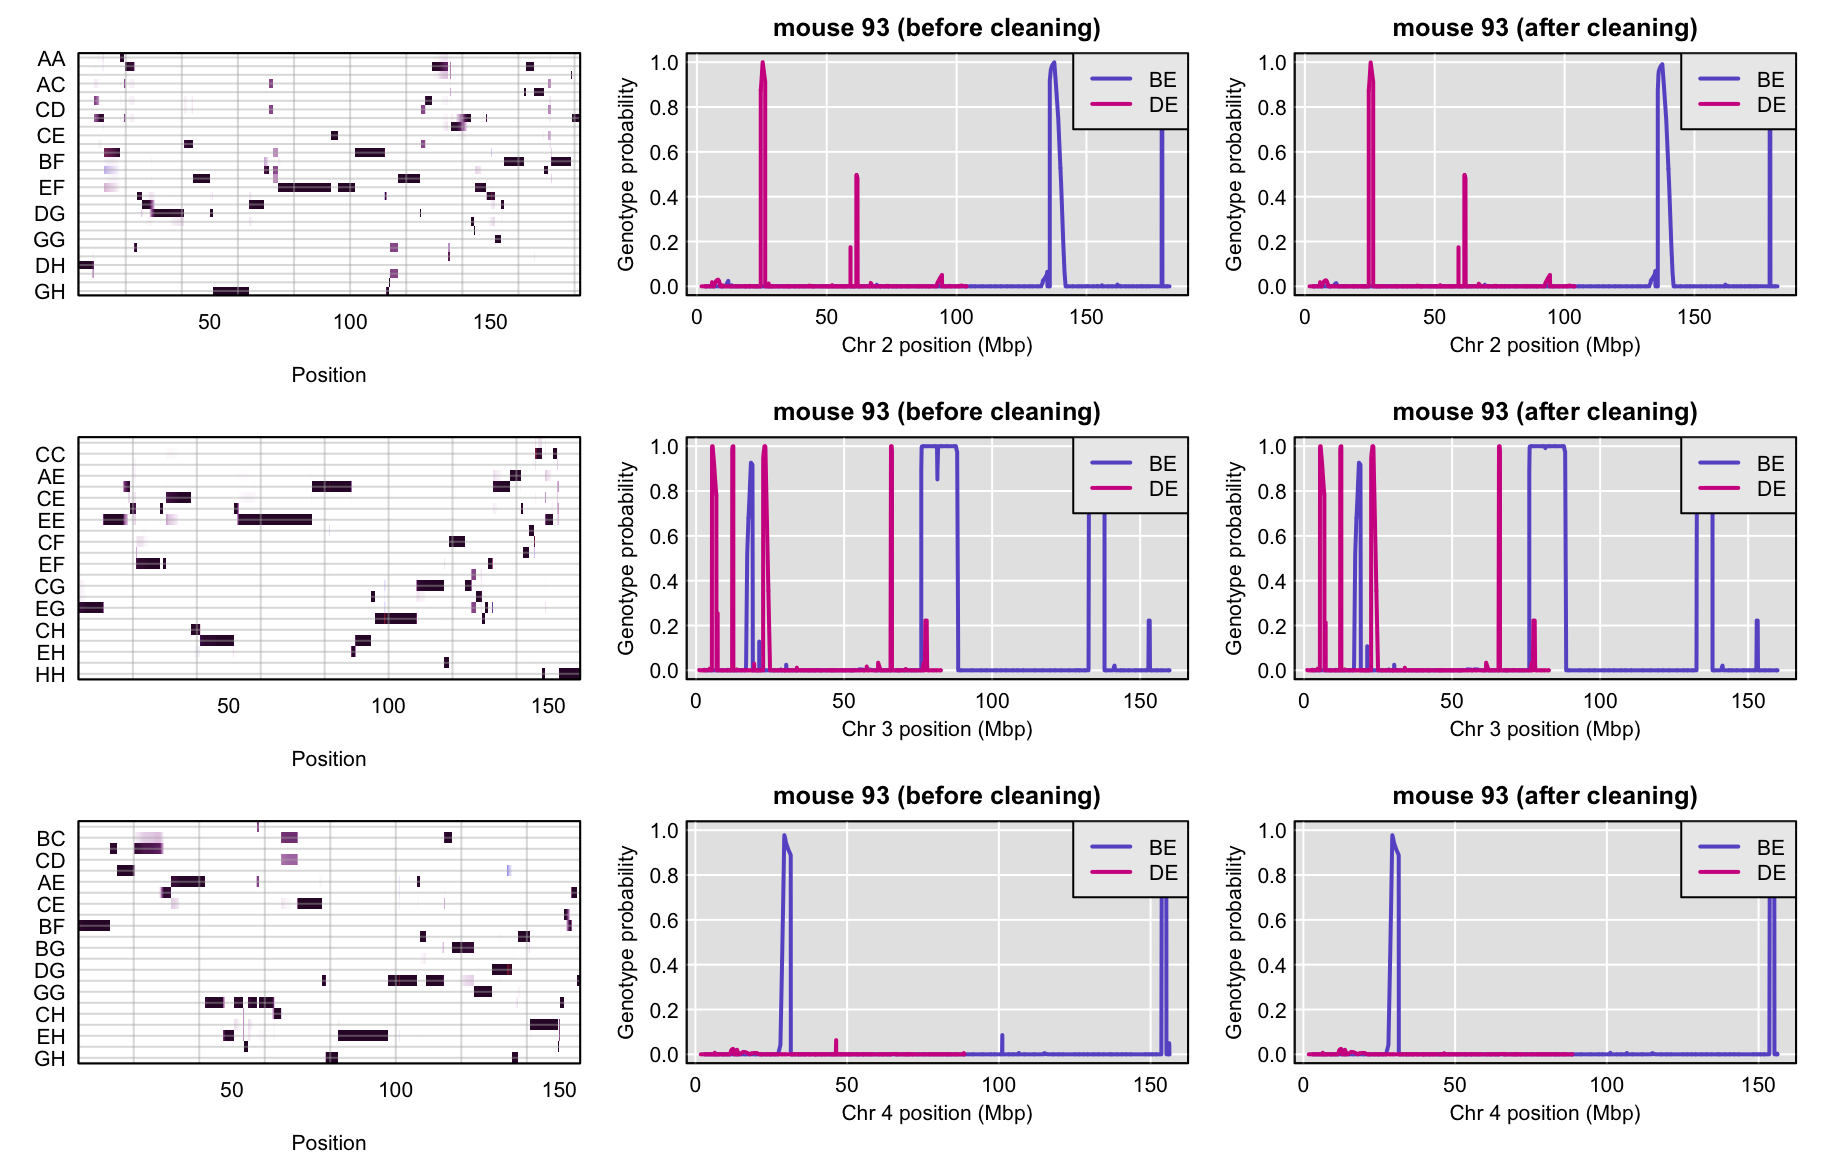 AA
AC
CD
CE
BF
EF
DG
GG
DH
GH
50
100
150
Position
mouse 93 (before cleaning)
Genotype probability
1.0
0.8
0.6
0.4
0.2
0.0
BE
DE
0
50
100
150
Chr 2 position (Mbp)
mouse 93 (after cleaning)
Genotype probability
1.0
0.8
0.6
0.4
0.2
0.0
BE
DE
0
50
100
150
Chr 2 position (Mbp)
CC
AE
CE
EE
CF
EF
CG
EG
CH
EH
HH
50
100
150
Position
mouse 93 (before cleaning)
Genotype probability
1.0
0.8
0.6
0.4
0.2
0.0
BE
DE
0
50
100
150
Chr 3 position (Mbp)
mouse 93 (after cleaning)
Genotype probability
1.0
0.8
0.6
0.4
0.2
0.0
BE
DE
0
50
100
150
Chr 3 position (Mbp)
BC
CD
AE
CE
BF
BG
DG
GG
CH
EH
GH
50
100
150
Position
mouse 93 (before cleaning)
Genotype probability
1.0
0.8
0.6
0.4
0.2
0.0
BE
DE
0
50
100
150
Chr 4 position (Mbp)
mouse 93 (after cleaning)
Genotype probability
1.0
0.8
0.6
0.4
0.2
0.0
BE
DE
0
50
100
150
Chr 4 position (Mbp)